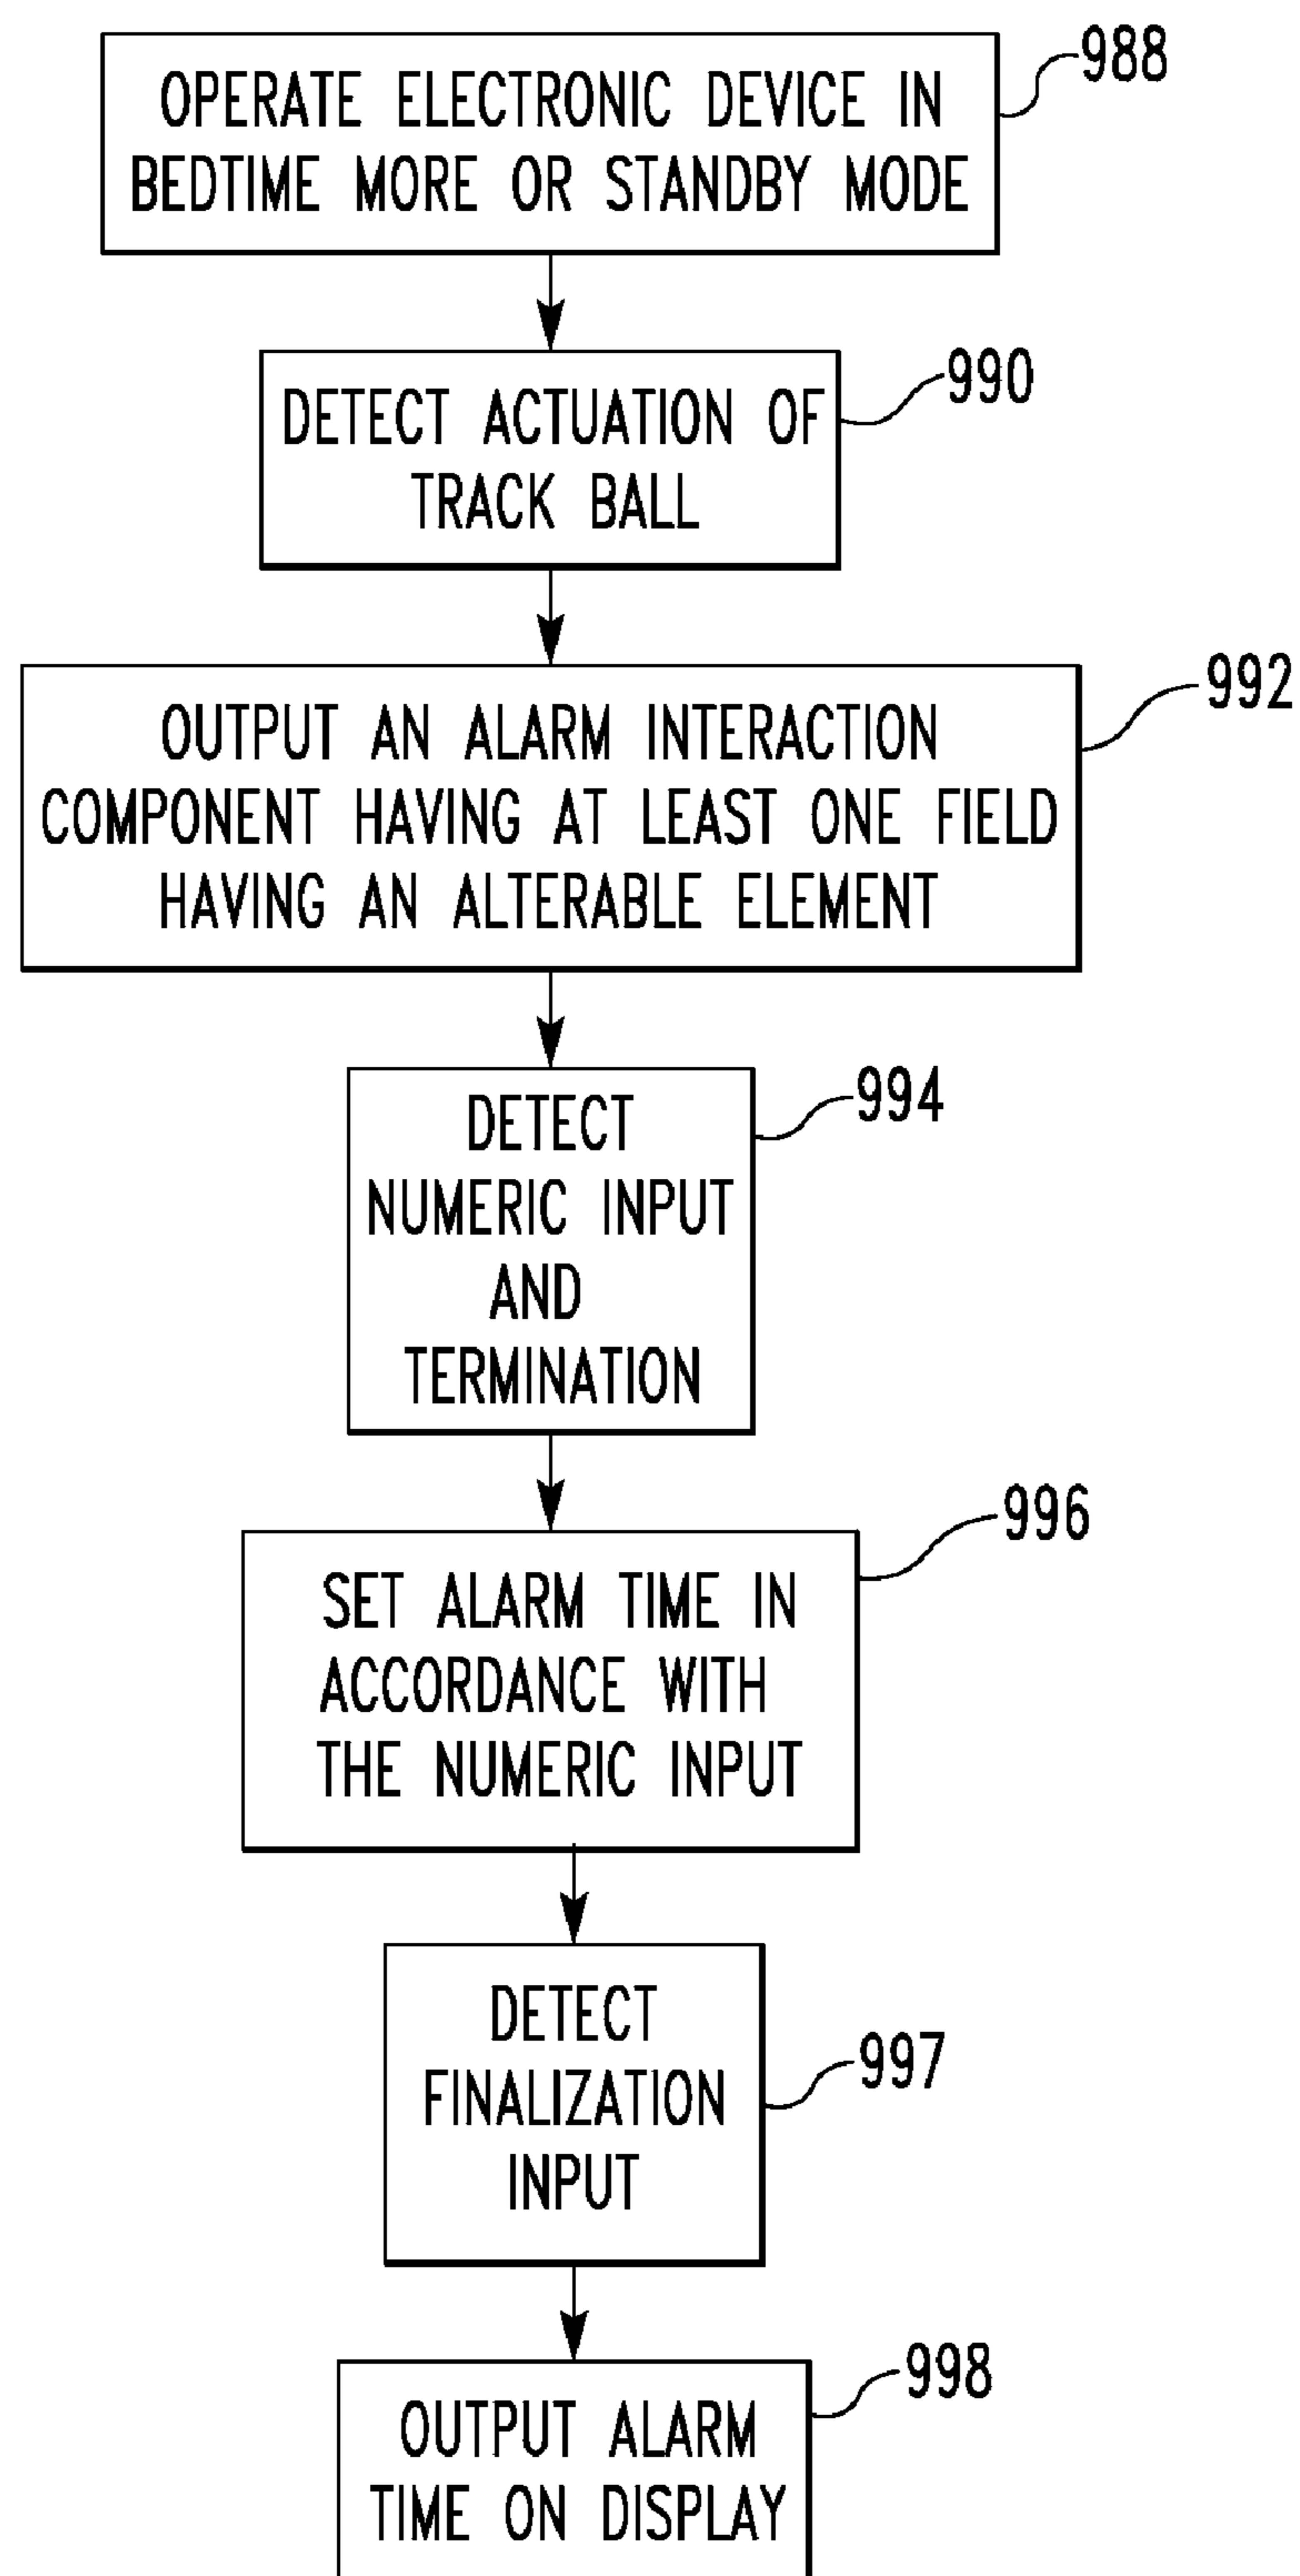 OPERATE ELECTRONIC DEVICE IN
BEDTIME MORE OR STANDBY MODE
988
DETECT ACTUATION OF
TRACK BALL
990
OUTPUT AN ALARM INTERACTION
COMPONENT HAVING AT LEAST ONE FIELD
HAVING AN ALTERABLE ELEMENT
992
DETECT
NUMERIC INPUT
AND
TERMINATION
994
SET ALARM TIME IN
ACCORDANCE WITH
THE NUMERIC INPUT
996
DETECT
FINALIZATION
INPUT
997
OUTPUT ALARM
TIME ON DISPLAY
998